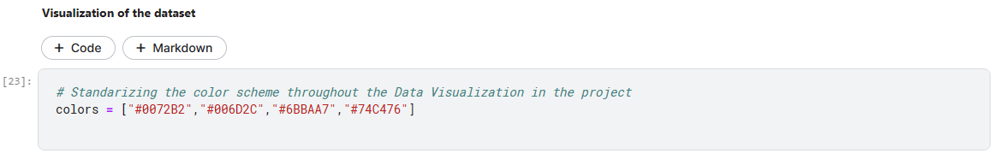 Visualization of the dataset
+ Code + Markdown
[23]:
# Standarizing the color scheme throughout the Data Visualization in the project
colors = ["#0072B2","#006D2C","#6BBAA7","#74C476"]